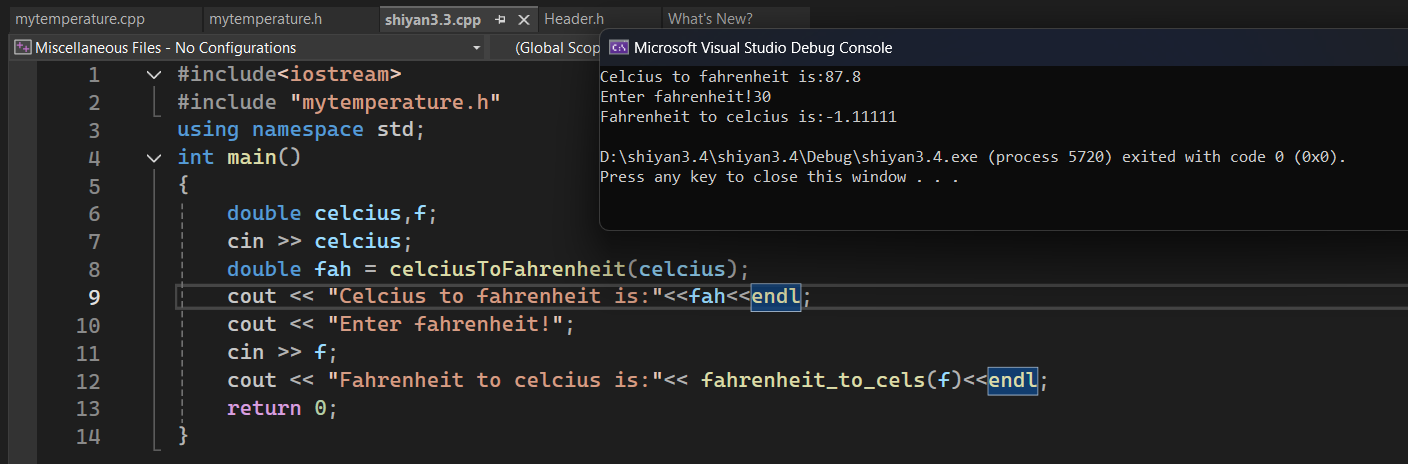 mytemperature.cpp mytemperature.h shiyan3.3.cpp Header.h What's New?
Miscellaneous Files - No Configurations (Global Scop
1 #include<iostream>
2 #include "mytemperature.h"
3 using namespace std;
4 int main()
5 {
6 double celcius,f;
7 cin >> celcius;
8 double fah = celciusToFahrenheit(celcius);
9 cout << "Celcius to fahrenheit is:"<<fah<<endl;
10 cout << "Enter fahrenheit!";
11 cin >> f;
12 cout << "Fahrenheit to celcius is:"<< fahrenheit_to_cels(f)<<endl;
13 return 0;
14 }
Microsoft Visual Studio Debug Console
Celcius to fahrenheit is:87.8
Enter fahrenheit!30
Fahrenheit to celcius is:-1.11111
D:\shiyan3.4\shiyan3.4\Debug\shiyan3.4.exe (process 5720) exited with code 0 (0x0).
Press any key to close this window . . .